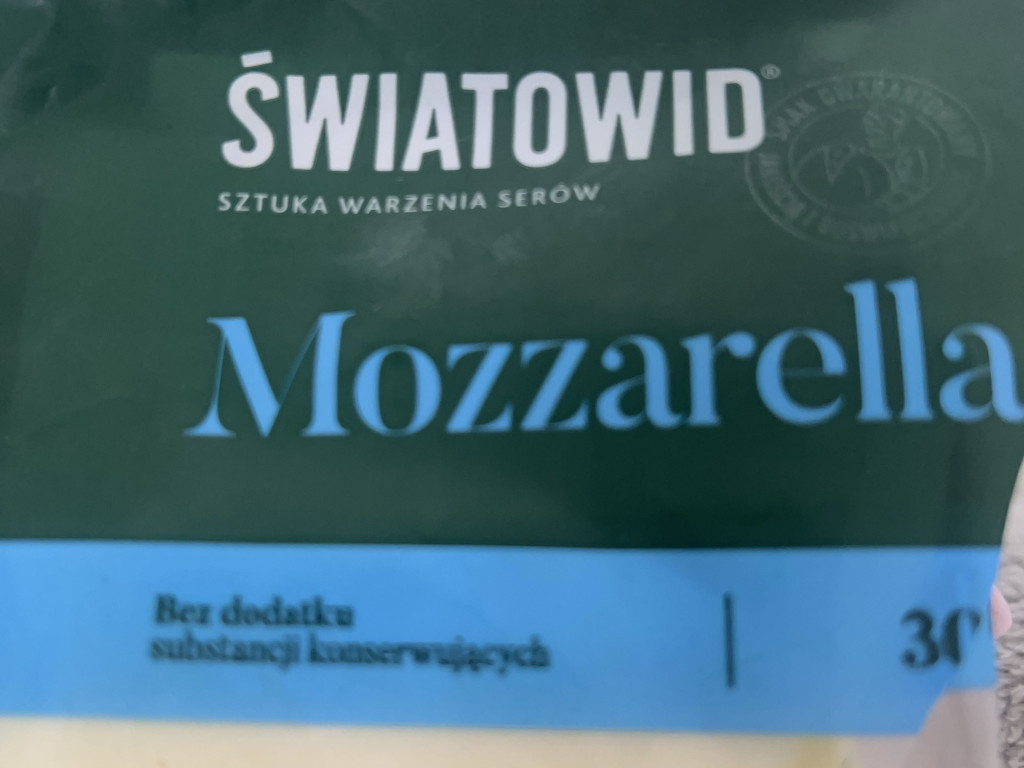 ŚWIATOWID®
SZTUKA WARZENIA SERÓW
Mozzarella
Bez dodatku
substancji konserwujących